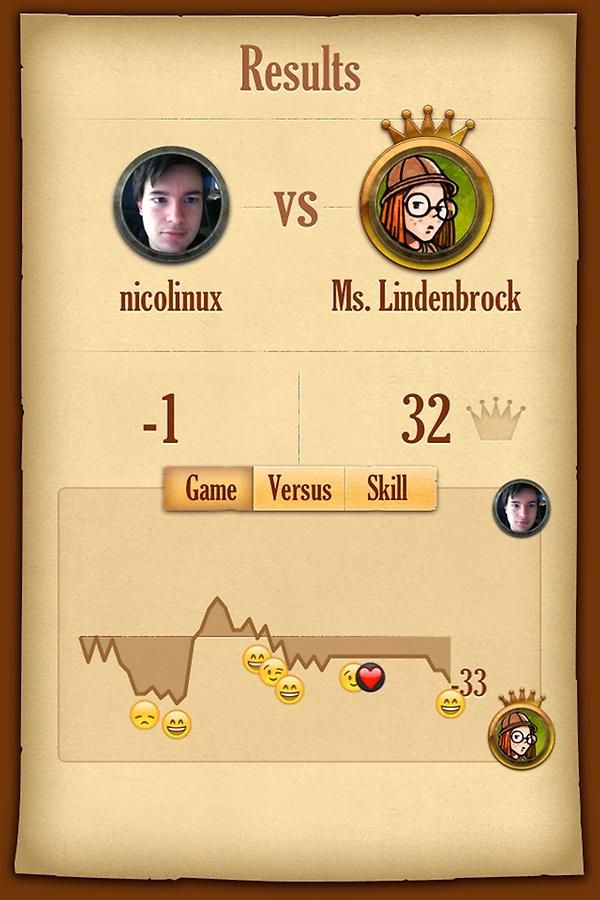 Results
vs
nicolinux
Ms. Lindenbrock
-1
32
Game
Versus
Skill
-33